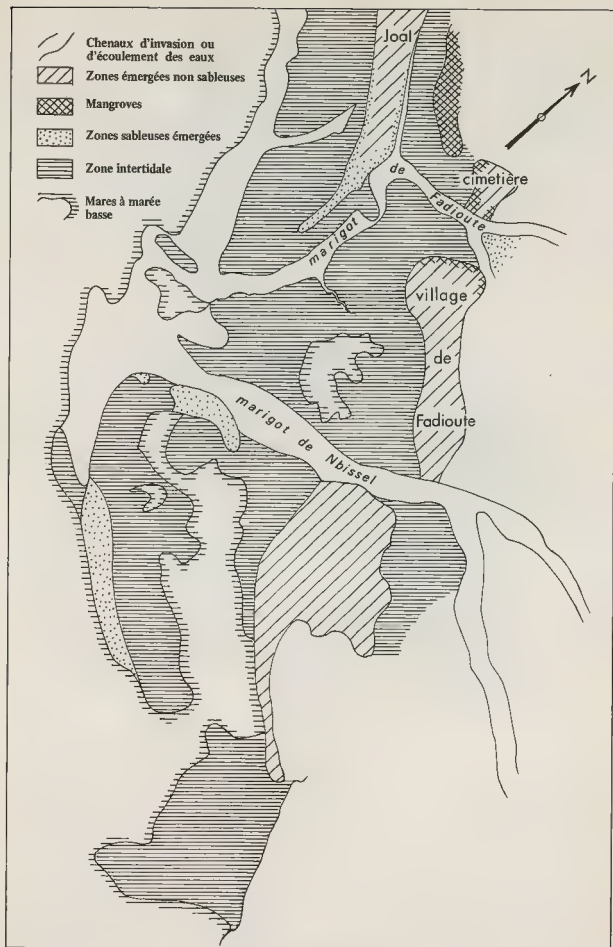 Chenaux d'invasion ou
d'écoulement des eaux
Zones émergées non sableuses
Mangroves
Zones sableuses émergées
Zone intertidale
Mares à marée
basse
Joal
N
cimetière
marigot de Fadioute
village
de
Fadioute
marigot de Nbissel